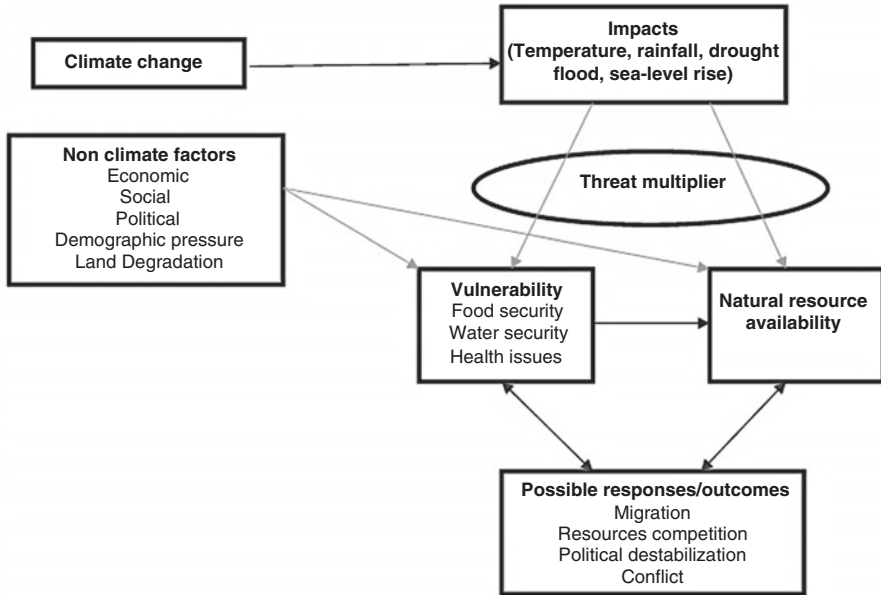 Climate change
Impacts
(Temperature, rainfall, drought
flood, sea-level rise)
Non climate factors
Economic
Social
Political
Demographic pressure
Land Degradation
Threat multiplier
Vulnerability
Food security
Water security
Health issues
Natural resource
availability
Possible responses/outcomes
Migration
Resources competition
Political destabilization
Conflict